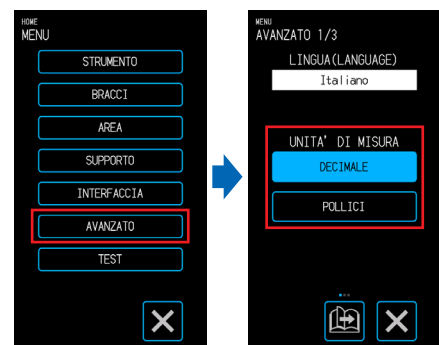 HOME
MENU
STRUMENTO
BRACCI
AREA
SUPPORTO
INTERFACCIA
AVANZATO
TEST
MENU
AVANZATO 1/3
LINGUA(LANGUAGE)
Italiano
UNITA' DI MISURA
DECIMALE
POLLICI